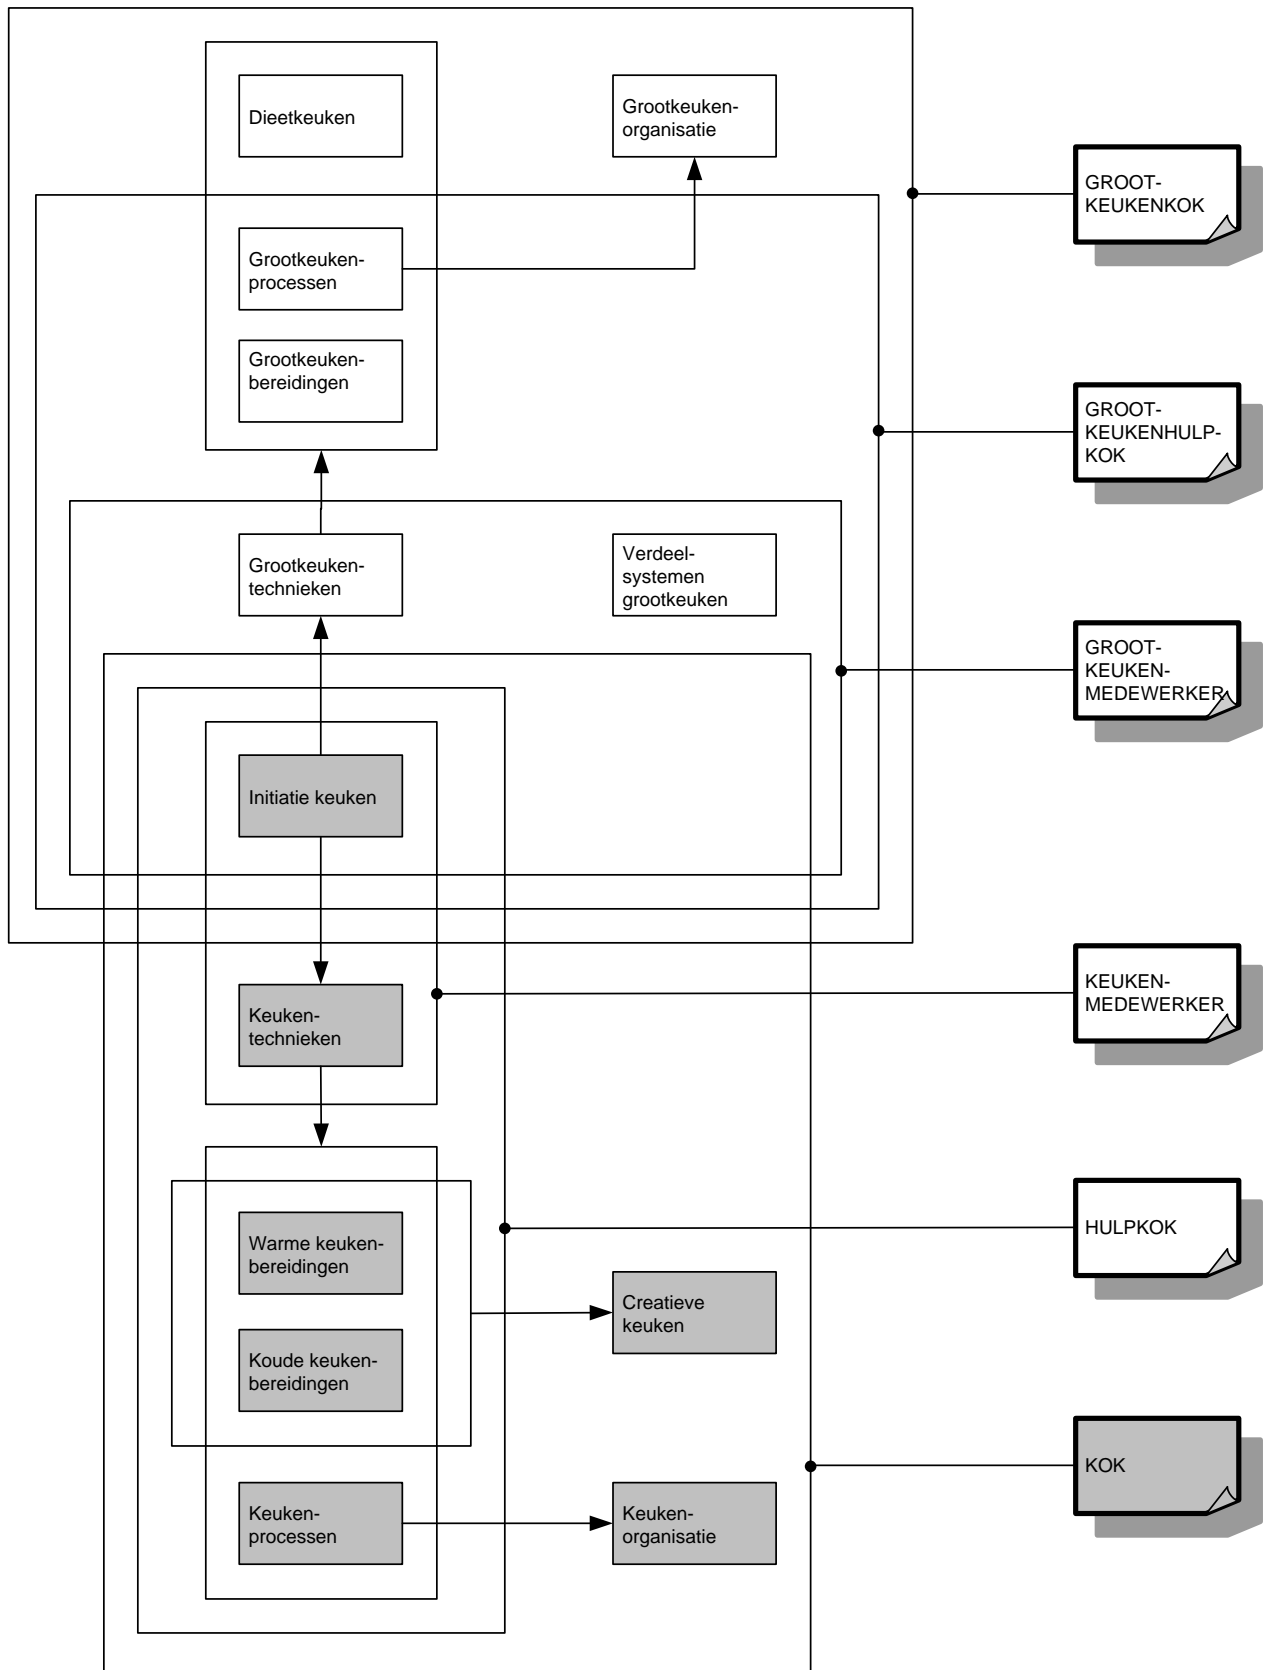 Dieetkeuken
Grootkeuken-
organisatie
GROOT-
KEUKENKOK
Grootkeuken-
processen
Grootkeuken-
bereidingen
GROOT-
KEUKENHULP-
KOK
Grootkeuken-
technieken
Verdeel-
systemen
grootkeuken
GROOT-
KEUKEN-
MEDEWERKER
Initiatie keuken
Keuken-
technieken
KEUKEN-
MEDEWERKER
Warme keuken-
bereidingen
HULPKOK
Creatieve
keuken
Koude keuken-
bereidingen
KOK
Keuken-
processen
Keuken-
organisatie